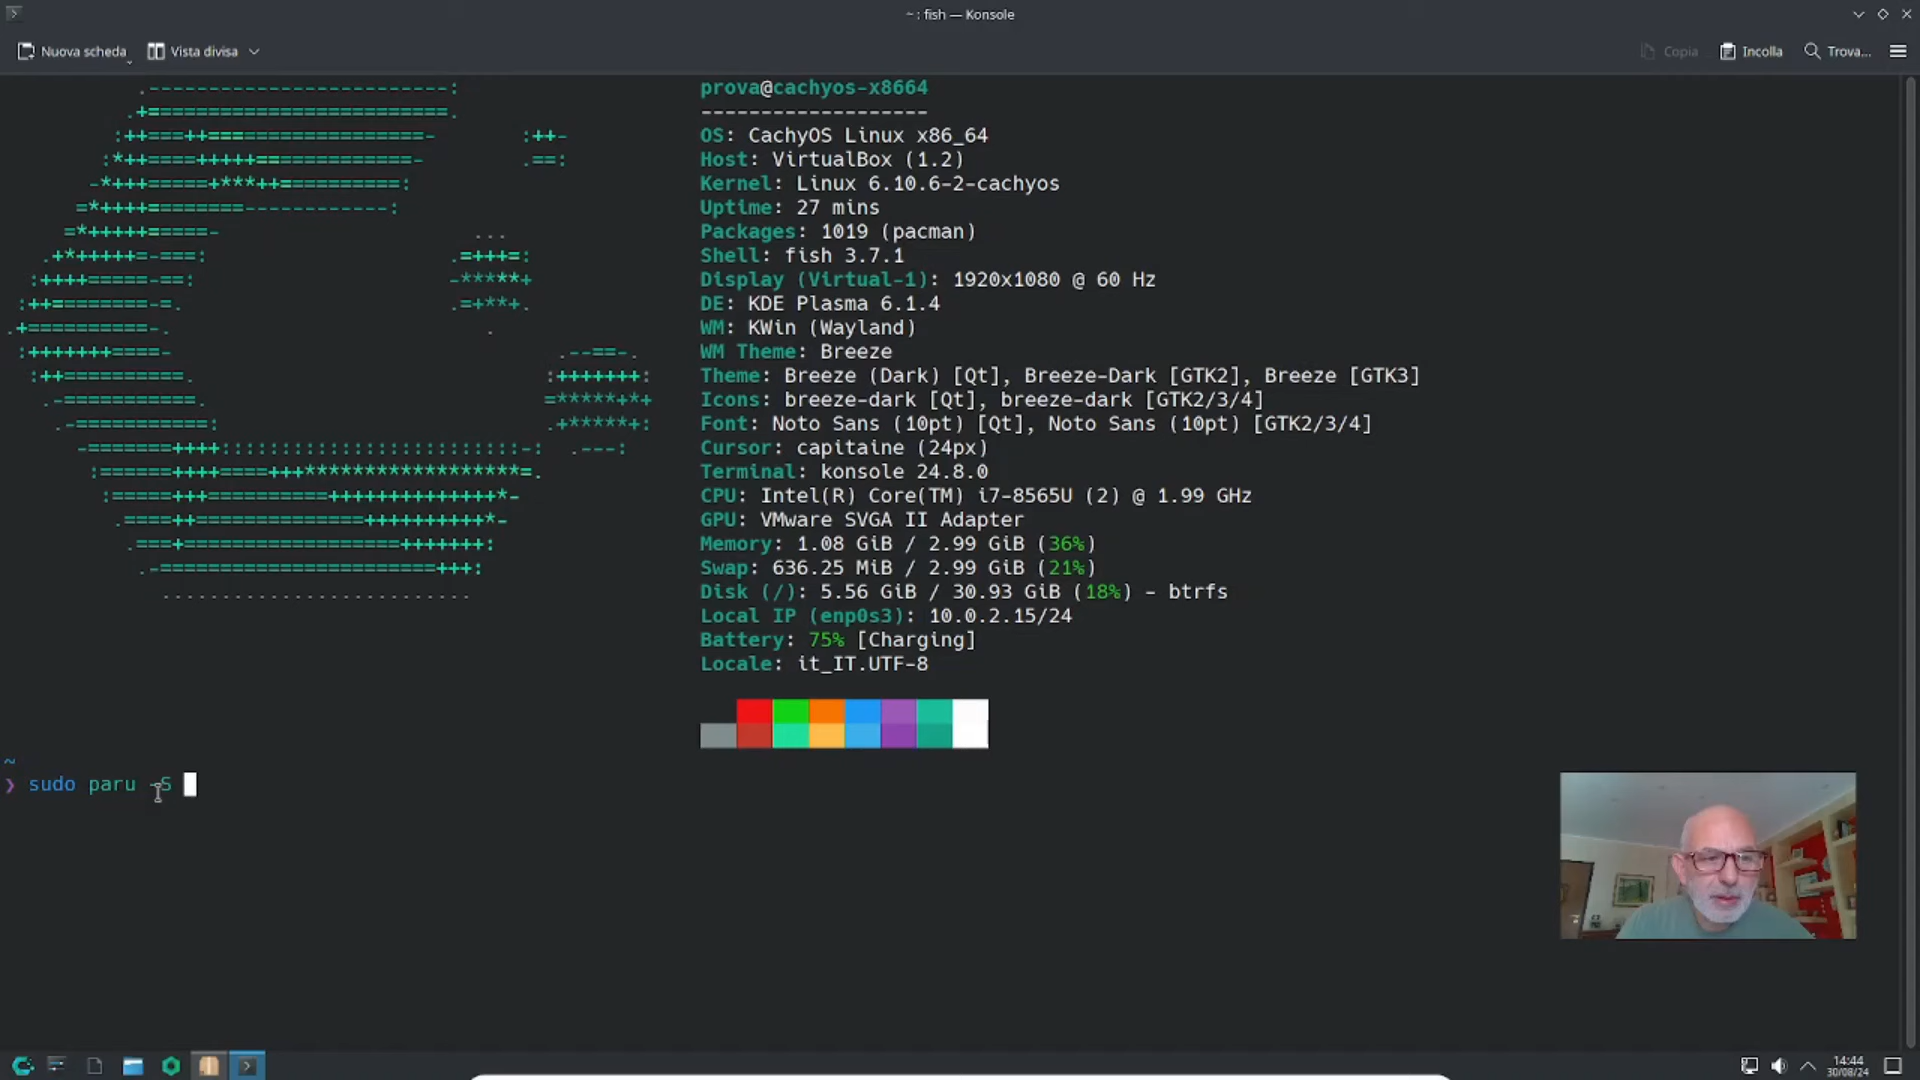 ~ : fish — Konsole
Nuova scheda
Vista divisa
Copia
Incolla
Trova...
prova@cachyos-x8664
-------------------
OS: CachyOS Linux x86_64
Host: VirtualBox (1.2)
Kernel: Linux 6.10.6-2-cachyos
Uptime: 27 mins
Packages: 1019 (pacman)
Shell: fish 3.7.1
Display (Virtual-1): 1920x1080 @ 60 Hz
DE: KDE Plasma 6.1.4
WM: KWin (Wayland)
WM Theme: Breeze
Theme: Breeze (Dark) [Qt], Breeze-Dark [GTK2], Breeze [GTK3]
Icons: breeze-dark [Qt], breeze-dark [GTK2/3/4]
Font: Noto Sans (10pt) [Qt], Noto Sans (10pt) [GTK2/3/4]
Cursor: capitaine (24px)
Terminal: konsole 24.8.0
CPU: Intel(R) Core(TM) i7-8565U (2) @ 1.99 GHz
GPU: VMware SVGA II Adapter
Memory: 1.08 GiB / 2.99 GiB (36%)
Swap: 636.25 MiB / 2.99 GiB (21%)
Disk (/): 5.56 GiB / 30.93 GiB (18%) - btrfs
Local IP (enp0s3): 10.0.2.15/24
Battery: 75% [Charging]
Locale: it_IT.UTF-8
~
❯ sudo paru -S
14:44
30/08/24